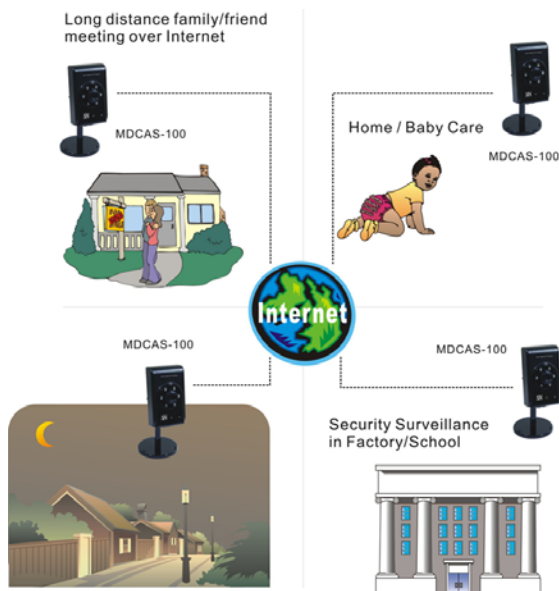 Long distance family/friend
meeting over Internet
MDCAS-100
Home / Baby Care
MDCAS-100
Internet
MDCAS-100
MDCAS-100
Security Surveillance
in Factory/School